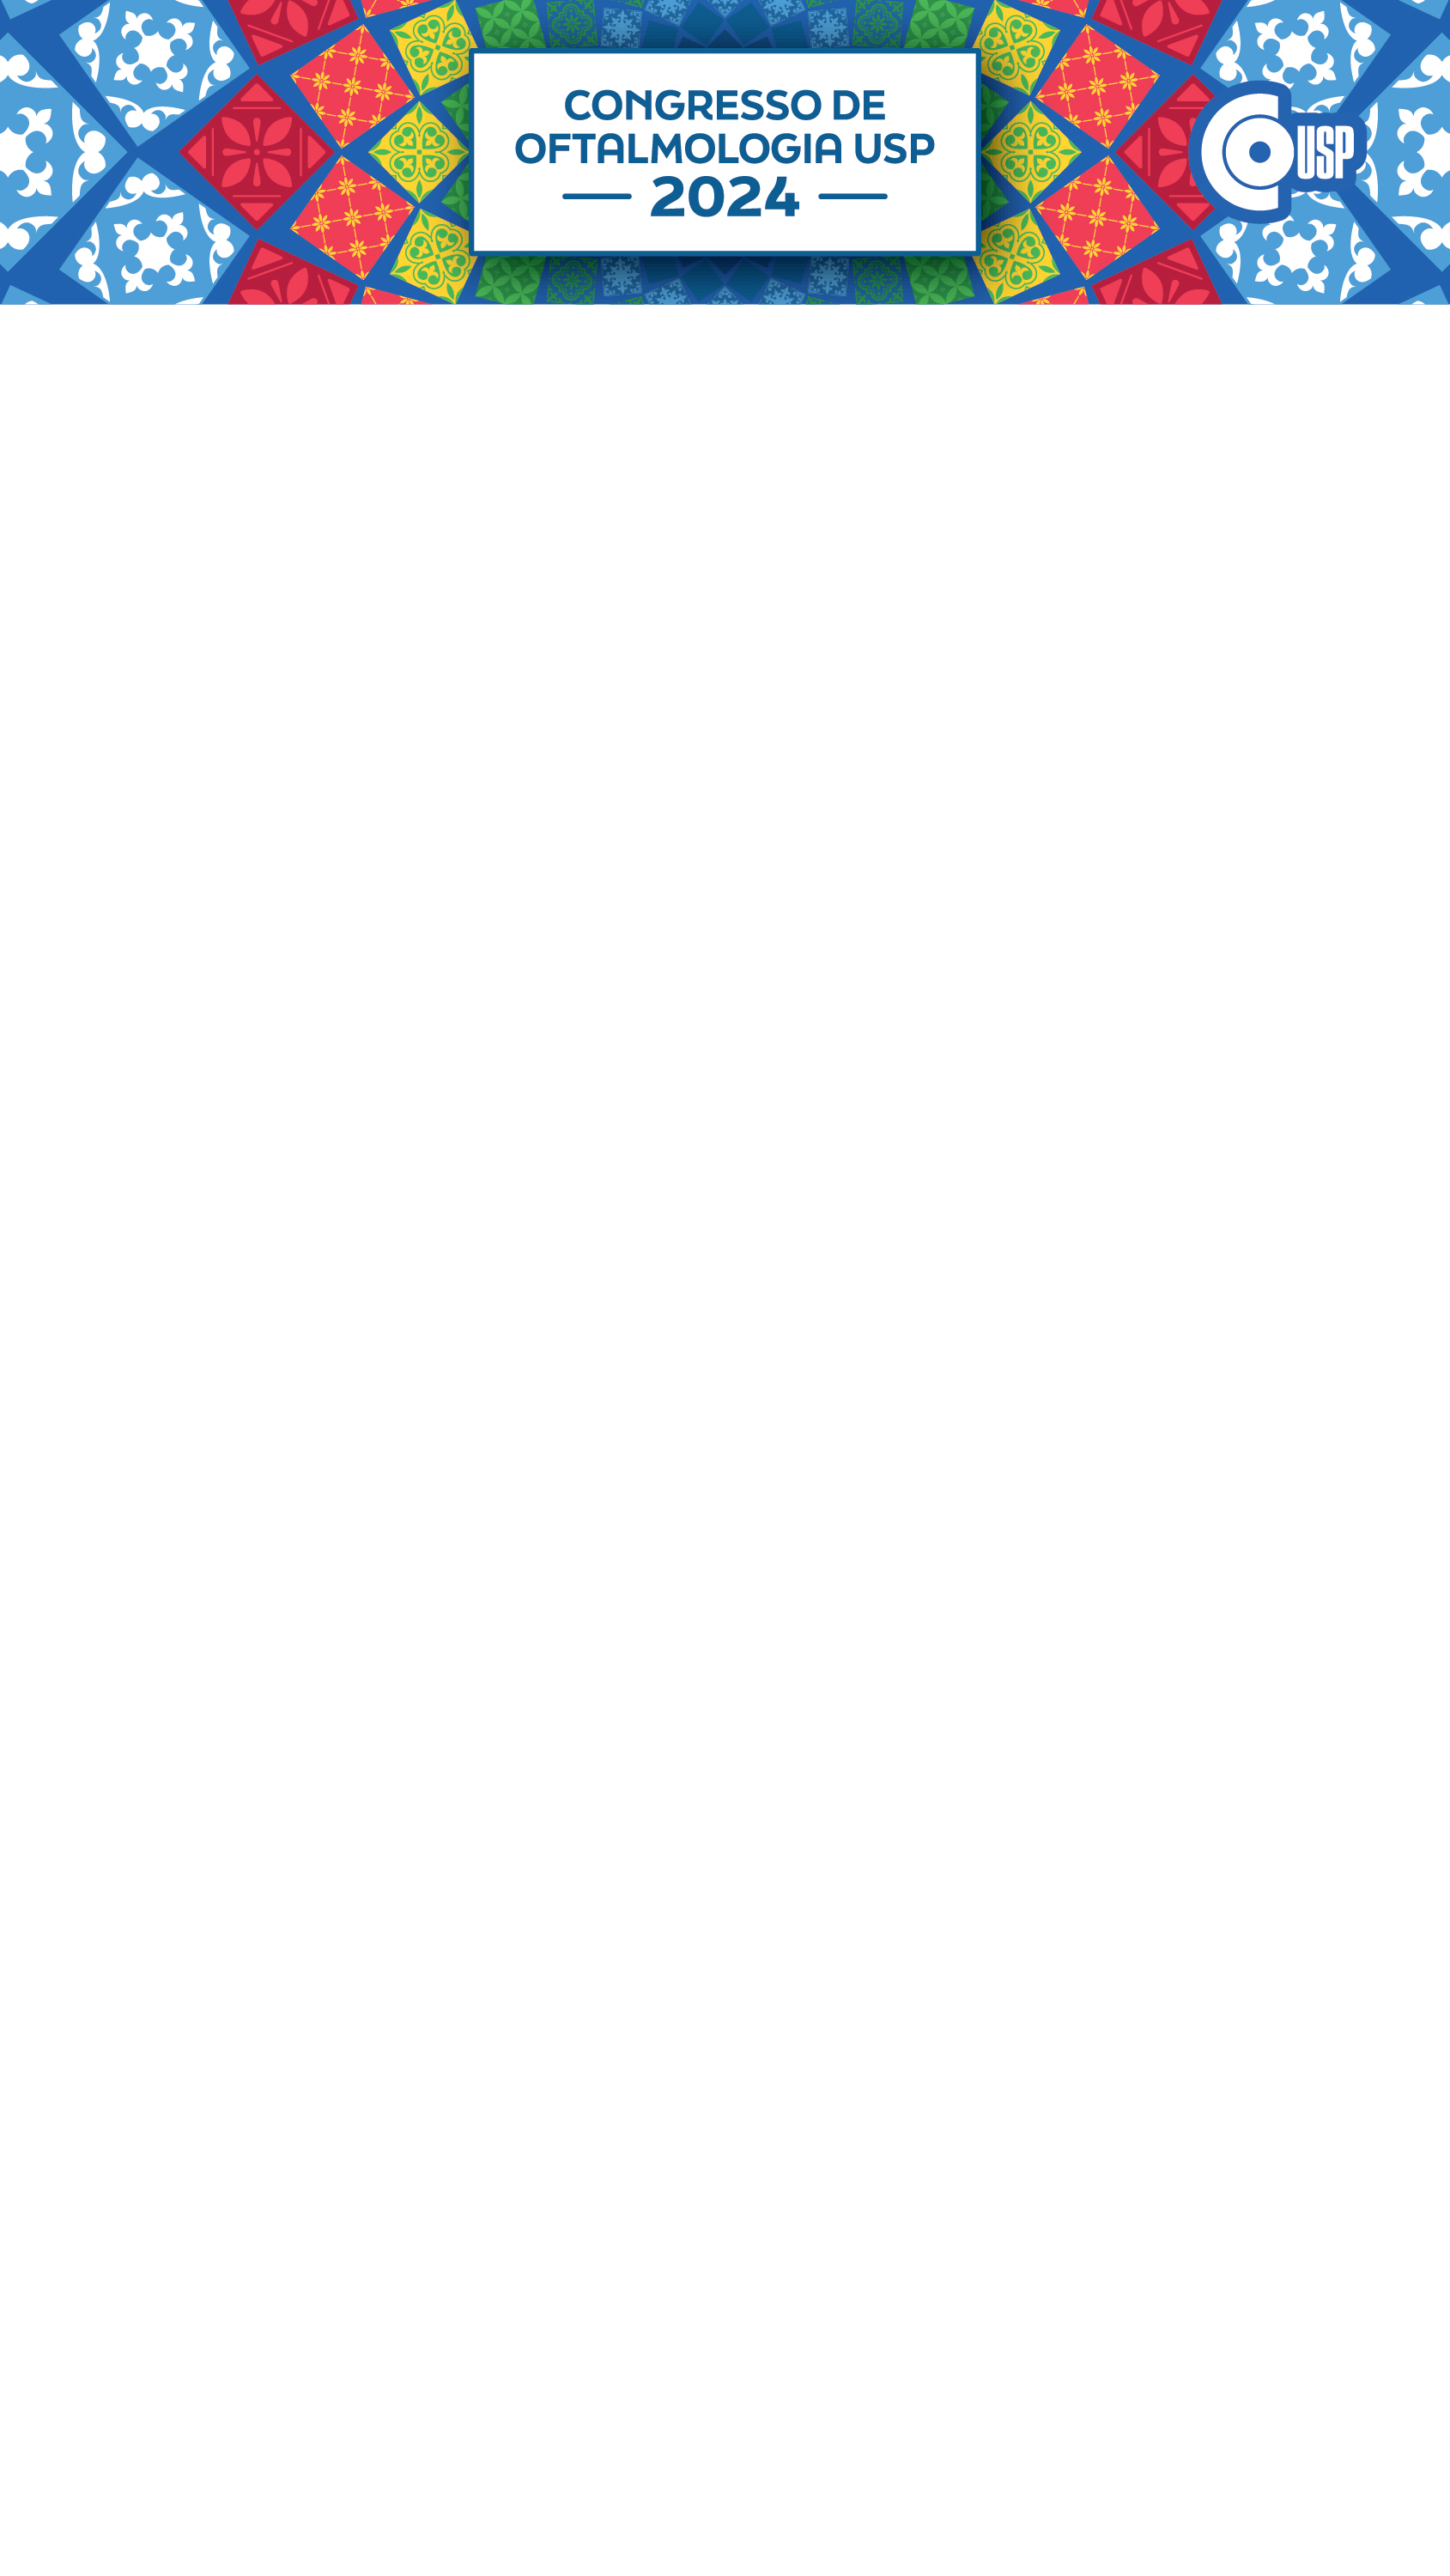 CONGRESSO DE
OFTALMOLOGIA USP
2024
USP